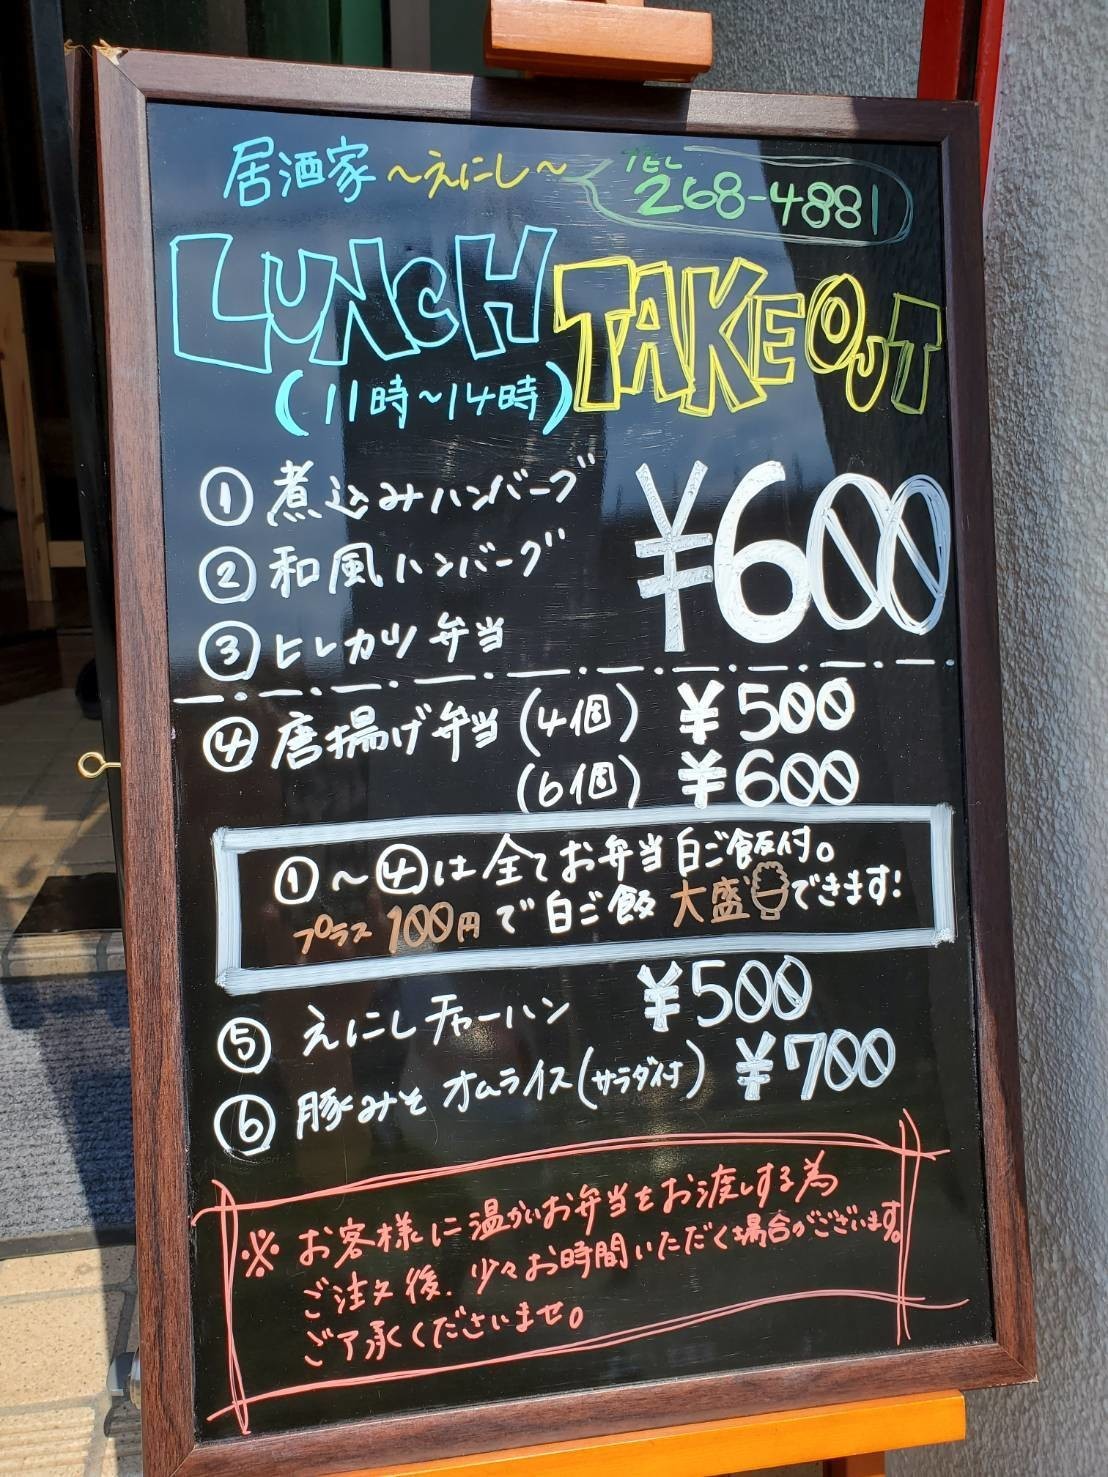 居酒家 ～えにし～ TEL 268-4881
LUNCH TAKEOUT
(11時～14時)
① 煮込みハンバーグ
② 和風ハンバーグ ¥600
③ ヒレカツ弁当
④ 唐揚げ弁当 (4個) ¥500
(6個) ¥600
①～④は全てお弁当白ご飯付。
プラス100円で白ご飯大盛できます!
⑤ えにしチャーハン ¥500
⑥ 豚みそオムライス(サラダ付) ¥700
※お客様に温かいお弁当をお渡しする為
ご注文後、少々お時間いただく場合がございます。
ご了承くださいませ。